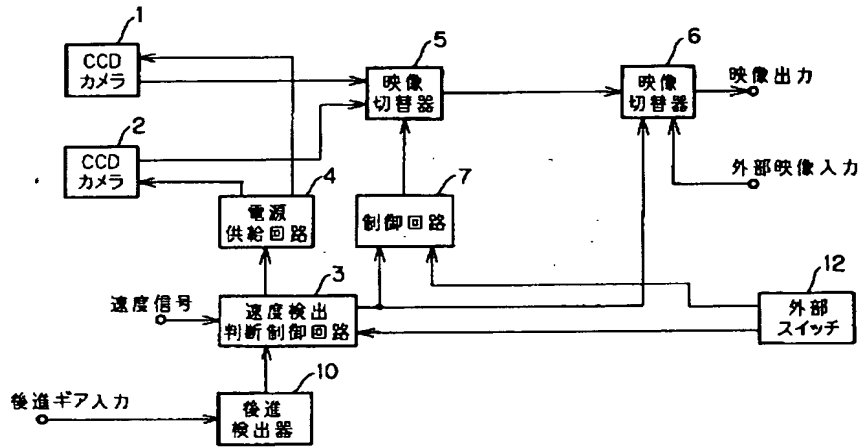 1
CCD
カメラ
2
CCD
カメラ
5
映像
切替器
6
映像
切替器
映像出力
外部映像入力
4
電源
供給回路
7
制御回路
3
速度検出
判断制御回路
速度信号
12
外部
スイッチ
10
後進
検出器
後進ギア入力